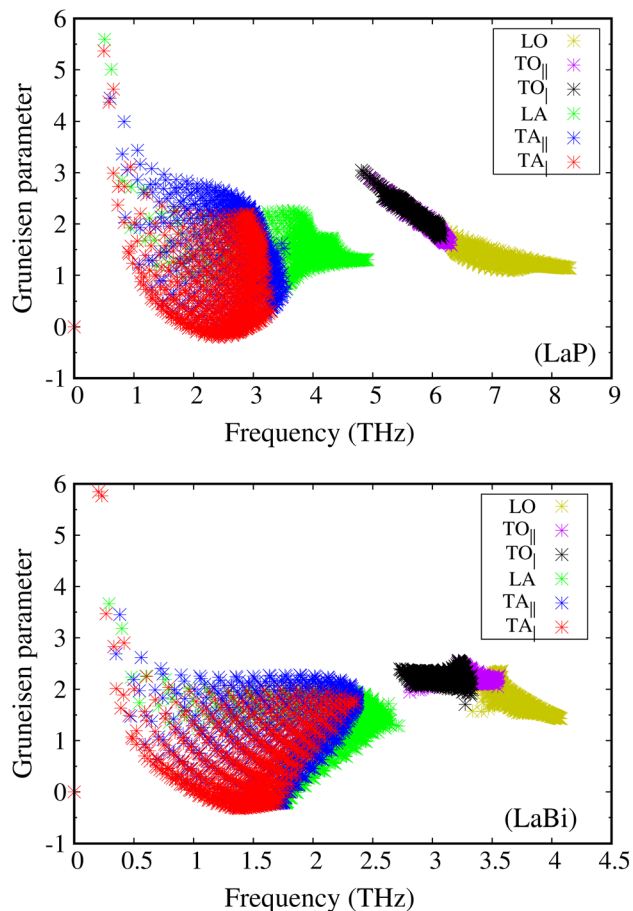 6
5
4
3
2
1
0
-1
Gruneisen parameter
LO
TO||
TO|
LA
TA||
TA|
(LaP)
0 1 2 3 4 5 6 7 8 9
Frequency (THz)
6
5
4
3
2
1
0
-1
Gruneisen parameter
LO
TO||
TO|
LA
TA||
TA|
(LaBi)
0 0.5 1 1.5 2 2.5 3 3.5 4 4.5
Frequency (THz)